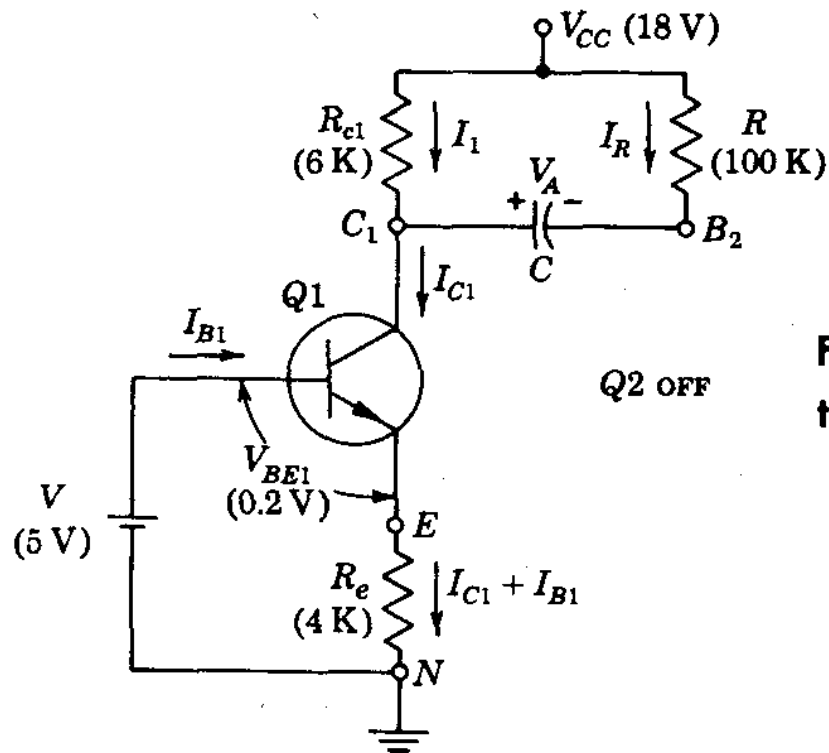 V_CC (18 V)
R_c1
(6 K)
I_1
I_R
R
(100 K)
V_A
+ −
C_1
C
B_2
I_C1
Q1
I_B1
Q2 OFF
F
t
V_BE1
(0.2 V)
V
(5 V)
E
R_e
(4 K)
I_C1 + I_B1
N